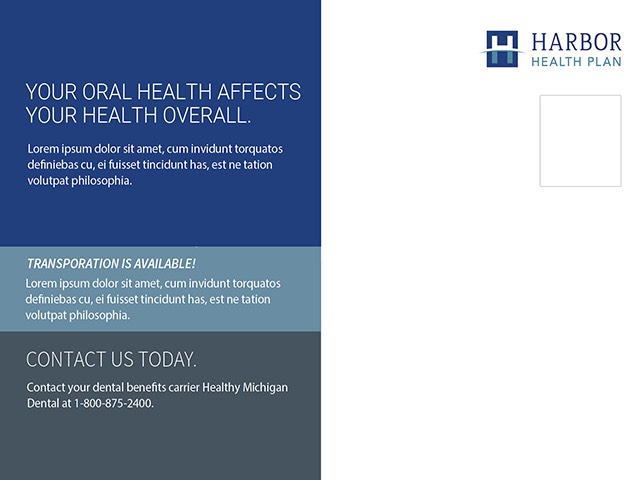 YOUR ORAL HEALTH AFFECTS
YOUR HEALTH OVERALL.
Lorem ipsum dolor sit amet, cum invidunt torquatos
definiebas cu, ei fuisset tincidunt has, est ne tation
volutpat philosophia.
TRANSPORATION IS AVAILABLE!
Lorem ipsum dolor sit amet, cum invidunt torquatos
definiebas cu, ei fuisset tincidunt has, est ne tation
volutpat philosophia.
CONTACT US TODAY.
Contact your dental benefits carrier Healthy Michigan
Dental at 1-800-875-2400.
H HARBOR
HEALTH PLAN